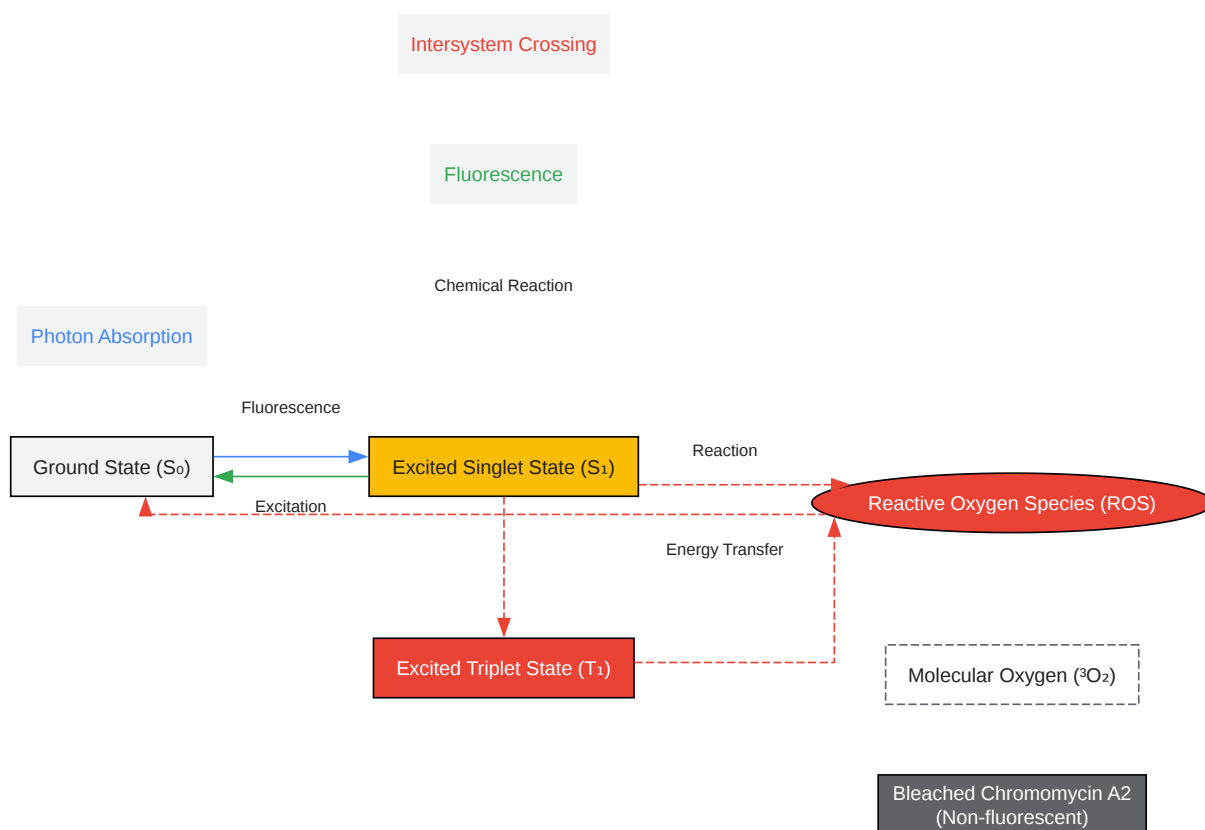 Intersystem Crossing
Fluorescence
Chemical Reaction
Photon Absorption
Fluorescence
Ground State (S₀)
Excited Singlet State (S₁)
Reaction
Reactive Oxygen Species (ROS)
Excitation
Energy Transfer
Excited Triplet State (T₁)
Molecular Oxygen (³O₂)
Bleached Chromomycin A2
(Non-fluorescent)